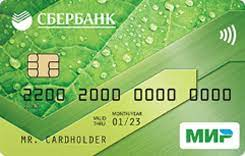 СБЕРБАНК
2200 2000 0000 0000
MONTH/YEAR
VALID THRU 01/23
MR. CARDHOLDER
МИР